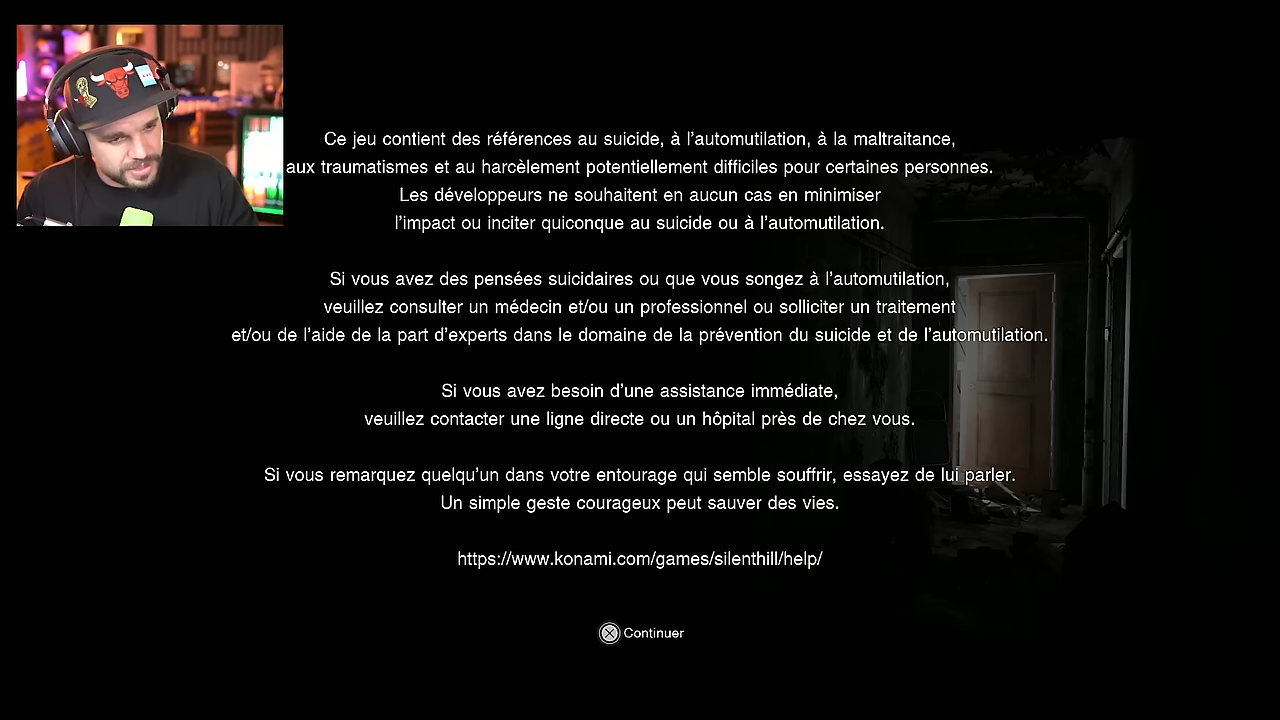 Ce jeu contient des références au suicide, à l'automutilation, à la maltraitance,
aux traumatismes et au harcèlement potentiellement difficiles pour certaines personnes.
Les développeurs ne souhaitent en aucun cas en minimiser
l'impact ou inciter quiconque au suicide ou à l'automutilation.
Si vous avez des pensées suicidaires ou que vous songez à l'automutilation,
veuillez consulter un médecin et/ou un professionnel ou solliciter un traitement
et/ou de l'aide de la part d'experts dans le domaine de la prévention du suicide et de l'automutilation.
Si vous avez besoin d'une assistance immédiate,
veuillez contacter une ligne directe ou un hôpital près de chez vous.
Si vous remarquez quelqu'un dans votre entourage qui semble souffrir, essayez de lui parler.
Un simple geste courageux peut sauver des vies.
https://www.konami.com/games/silenthill/help/
Continuer